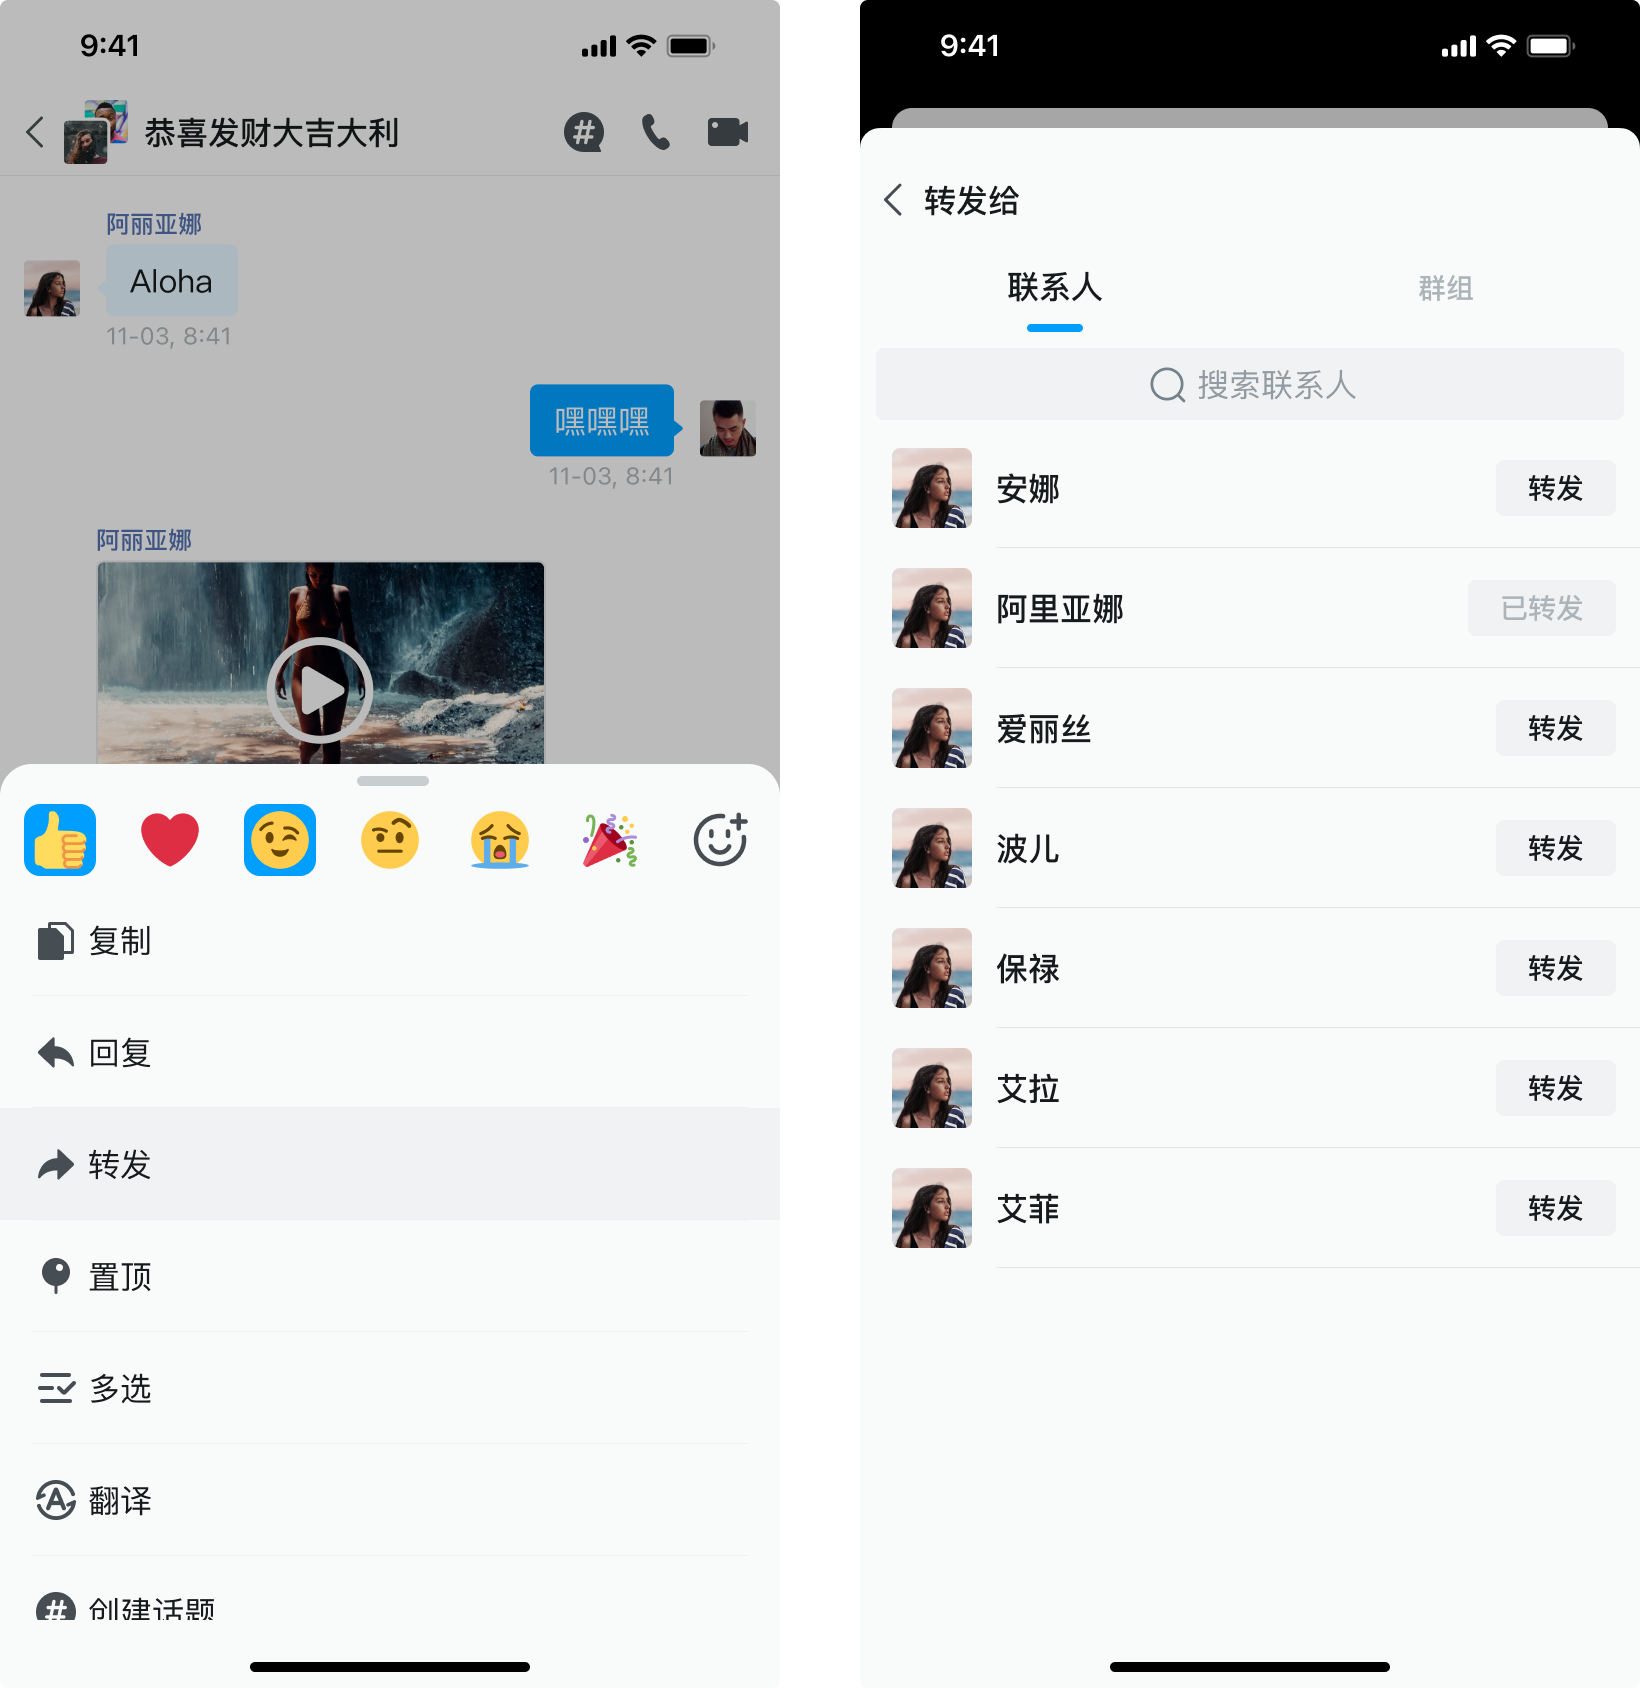 9:41
恭喜发财大吉大利
阿丽亚娜
Aloha
11-03, 8:41
嘿嘿嘿
11-03, 8:41
阿丽亚娜
复制
回复
转发
置顶
多选
翻译
创建话题
9:41
转发给
联系人
群组
搜索联系人
安娜
转发
阿里亚娜
已转发
爱丽丝
转发
波儿
转发
保禄
转发
艾拉
转发
艾菲
转发